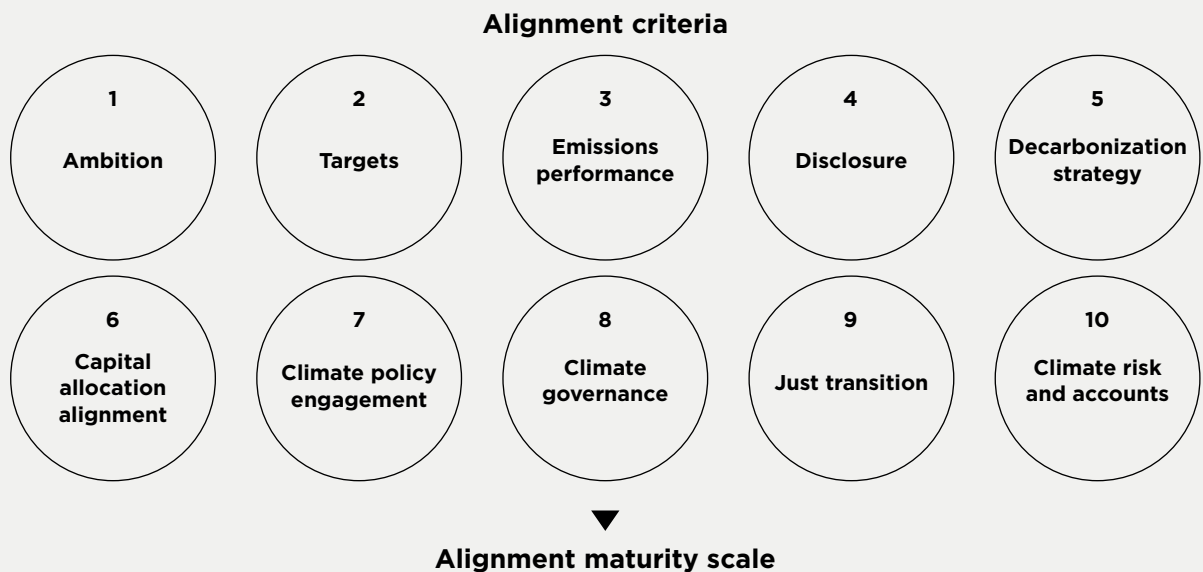 Alignment criteria
1
Ambition
2
Targets
3
Emissions
performance
4
Disclosure
5
Decarbonization
strategy
6
Capital
allocation
alignment
7
Climate policy
engagement
8
Climate
governance
9
Just transition
10
Climate risk
and accounts
Alignment maturity scale